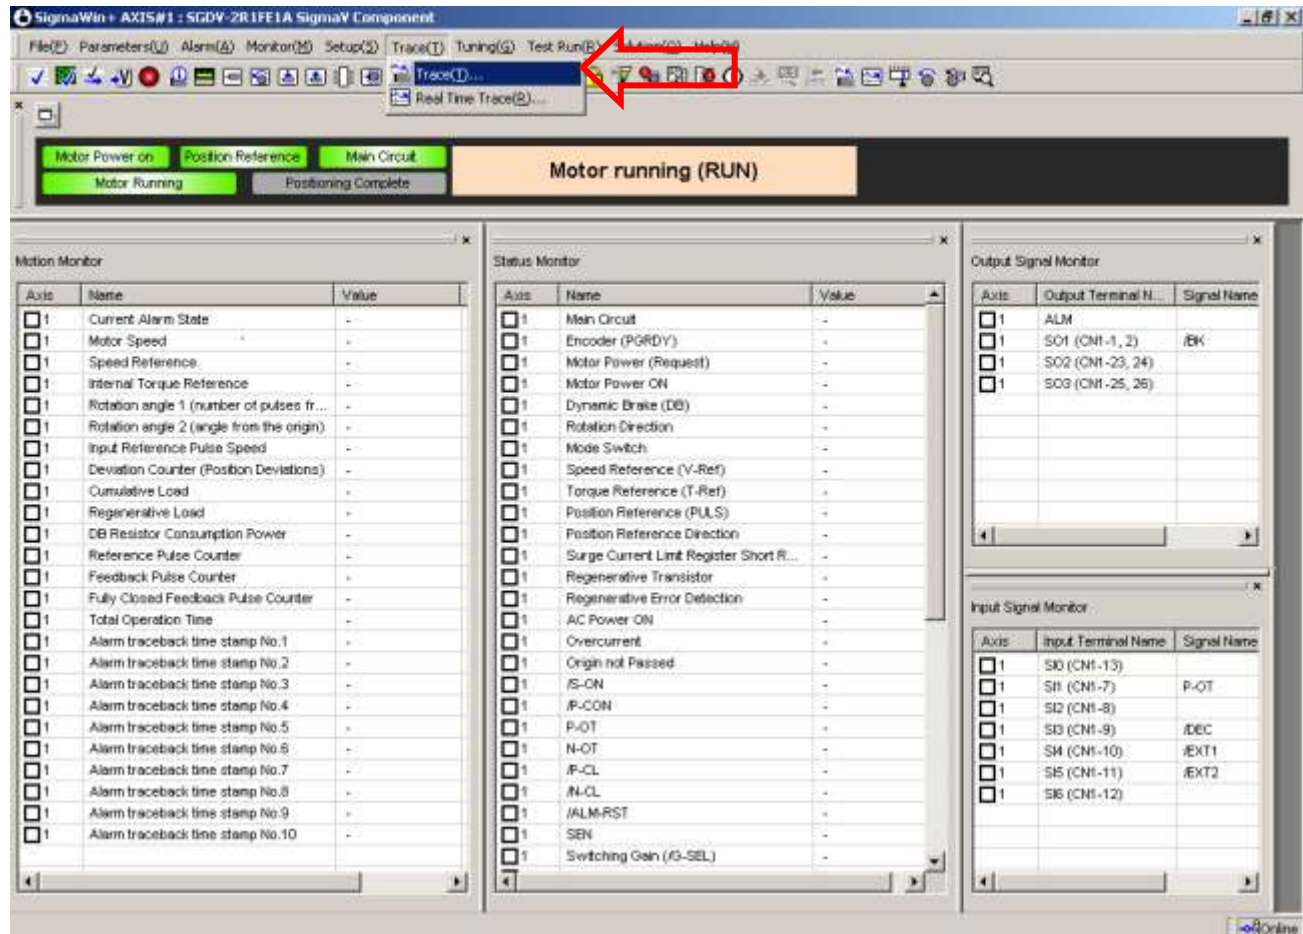 SigmaWin+ AXIS#1 : SGDV-2R1FE1A SigmaV Component
File(F) Parameters(U) Alarm(A) Monitor(M) Setup(S) Trace(T) Tuning(G) Test Run(R)
Trace(T)...
Real Time Trace(R)...
Motor Power on Position Reference Main Circuit
Motor Running Positioning Complete
Motor running (RUN)
Motion Monitor
Axis Name Value
1 Current Alarm State -
1 Motor Speed -
1 Speed Reference -
1 Internal Torque Reference -
1 Rotation angle 1 (number of pulses fr... -
1 Rotation angle 2 (angle from the origin) -
1 Input Reference Pulse Speed -
1 Deviation Counter (Position Deviations) -
1 Cumulative Load -
1 Regenerative Load -
1 DB Resistor Consumption Power -
1 Reference Pulse Counter -
1 Feedback Pulse Counter -
1 Fully Closed Feedback Pulse Counter -
1 Total Operation Time -
1 Alarm traceback time stamp No.1 -
1 Alarm traceback time stamp No.2 -
1 Alarm traceback time stamp No.3 -
1 Alarm traceback time stamp No.4 -
1 Alarm traceback time stamp No.5 -
1 Alarm traceback time stamp No.6 -
1 Alarm traceback time stamp No.7 -
1 Alarm traceback time stamp No.8 -
1 Alarm traceback time stamp No.9 -
1 Alarm traceback time stamp No.10 -
Status Monitor
Axis Name Value
1 Main Circuit -
1 Encoder (PGRDY) -
1 Motor Power (Request) -
1 Motor Power ON -
1 Dynamic Brake (DB) -
1 Rotation Direction -
1 Mode Switch -
1 Speed Reference (V-Ref) -
1 Torque Reference (T-Ref) -
1 Position Reference (PULS) -
1 Position Reference Direction -
1 Surge Current Limit Register Short R... -
1 Regenerative Transistor -
1 Regenerative Error Detection -
1 AC Power ON -
1 Overcurrent -
1 Origin not Passed -
1 /S-ON -
1 /P-CON -
1 P-OT -
1 N-OT -
1 /P-CL -
1 /N-CL -
1 /ALM-RST -
1 SEN -
1 Switching Gain (/G-SEL) -
Output Signal Monitor
Axis Output Terminal N... Signal Name
1 ALM
1 SO1 (CN1-1, 2) /BK
1 SO2 (CN1-23, 24)
1 SO3 (CN1-25, 26)
Input Signal Monitor
Axis Input Terminal Name Signal Name
1 SI0 (CN1-13)
1 SI1 (CN1-7) P-OT
1 SI2 (CN1-8)
1 SI3 (CN1-9) /DEC
1 SI4 (CN1-10) /EXT1
1 SI5 (CN1-11) /EXT2
1 SI6 (CN1-12)
Online